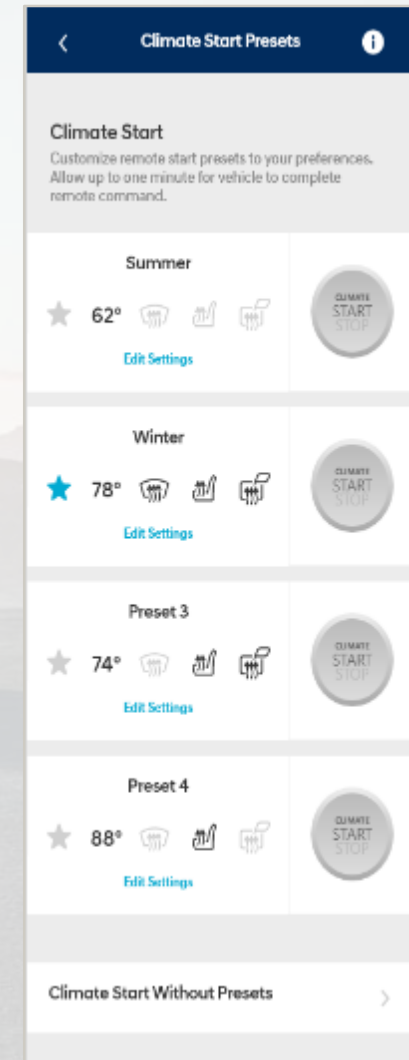 Climate Start Presets
Climate Start
Customize remote start presets to your preferences.
Allow up to one minute for vehicle to complete
remote command.
Summer
62°
Edit Settings
CLIMATE
START
STOP
Winter
78°
Edit Settings
CLIMATE
START
STOP
Preset 3
74°
Edit Settings
CLIMATE
START
STOP
Preset 4
88°
Edit Settings
CLIMATE
START
STOP
Climate Start Without Presets